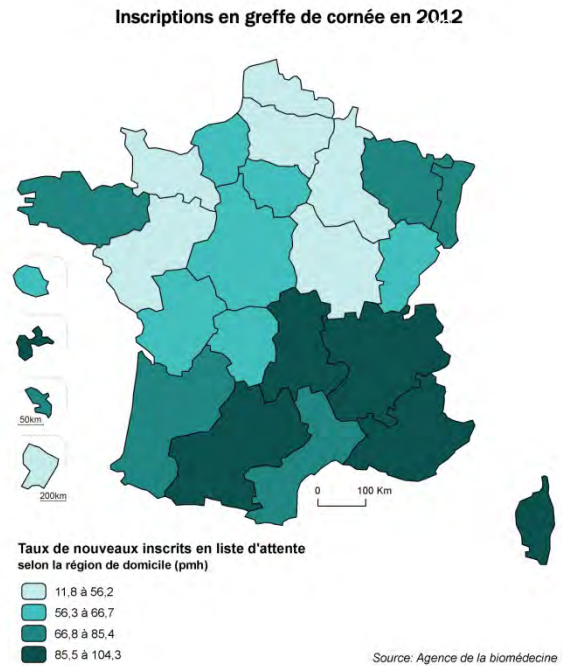 Inscriptions en greffe de cornée en 2012
50km
200km
0 100 Km
Taux de nouveaux inscrits en liste d'attente
selon la région de domicile (pmh)
11,8 à 56,2
56,3 à 66,7
66,8 à 85,4
85,5 à 104,3
Source: Agence de la biomédecine